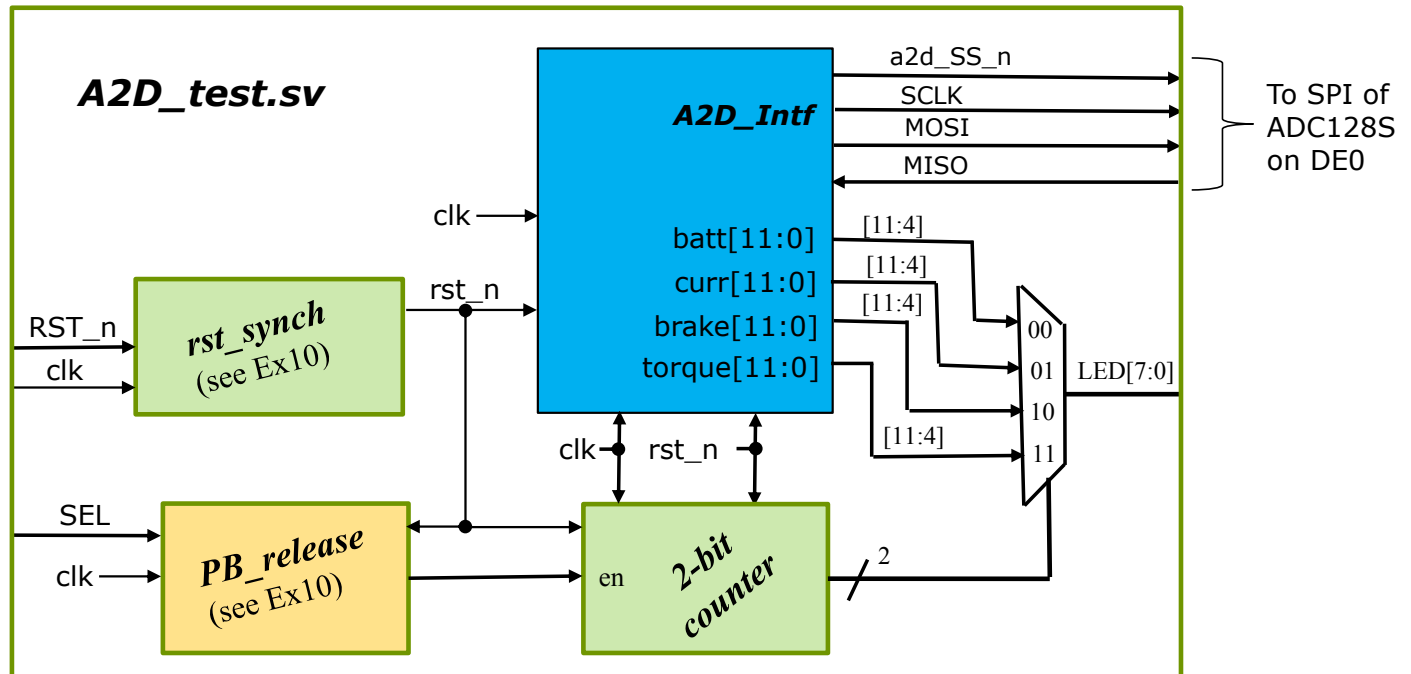 A2D_test.sv
A2D_Intf
a2d_SS_n
SCLK
MOSI
MISO
To SPI of
ADC128S
on DE0
clk
rst_n
batt[11:0]
curr[11:0]
brake[11:0]
torque[11:0]
[11:4]
[11:4]
[11:4]
[11:4]
00
01
10
11
LED[7:0]
RST_n
clk
rst_synch
(see Ex10)
clk
rst_n
SEL
clk
PB_release
(see Ex10)
en
2-bit
counter
2